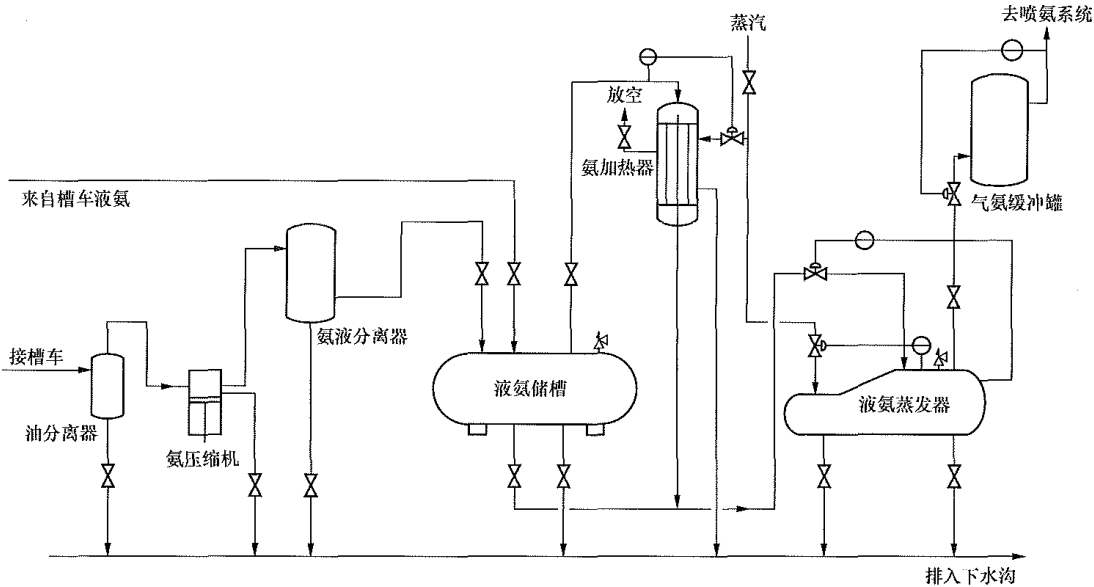 去喷氨系统
蒸汽
放空
氨加热器
来自槽车液氨
气氨缓冲罐
氨液分离器
接槽车
液氨储槽
液氨蒸发器
油分离器
氨压缩机
排入下水沟